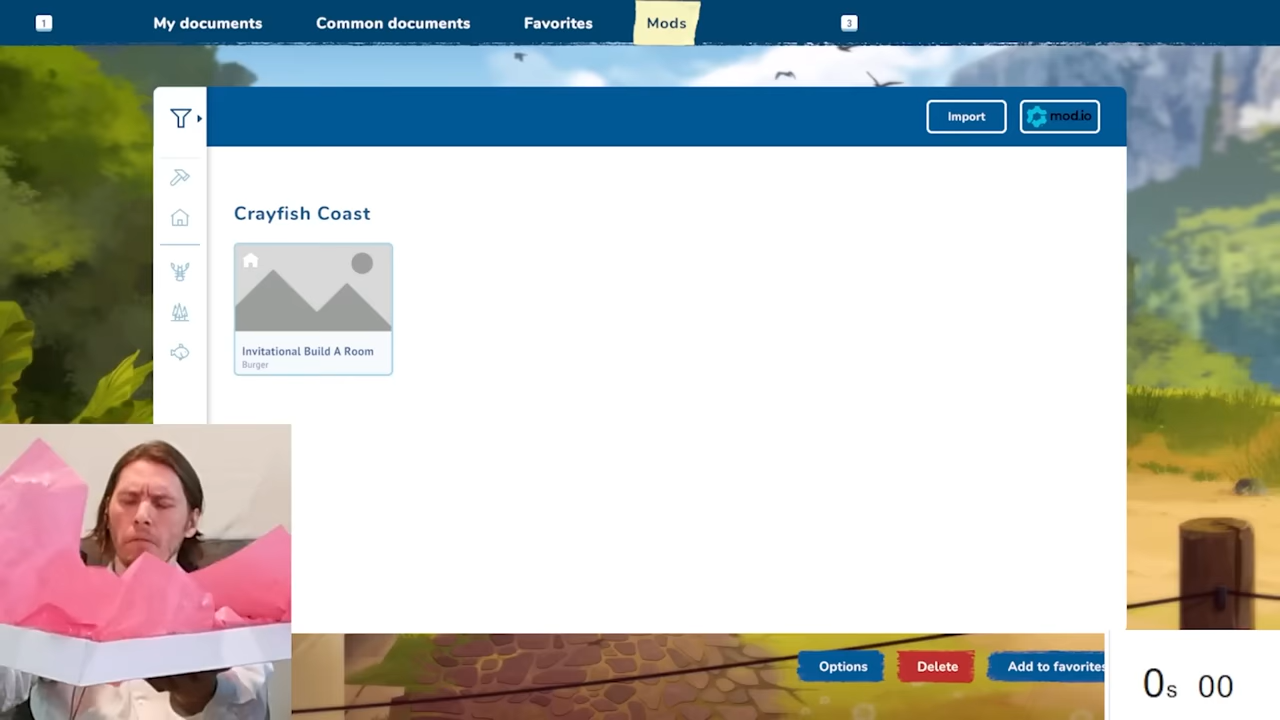 1
My documents
Common documents
Favorites
Mods
3
Import
mod.io
Crayfish Coast
Invitational Build A Room
Burger
Options
Delete
Add to favorites
0s 00